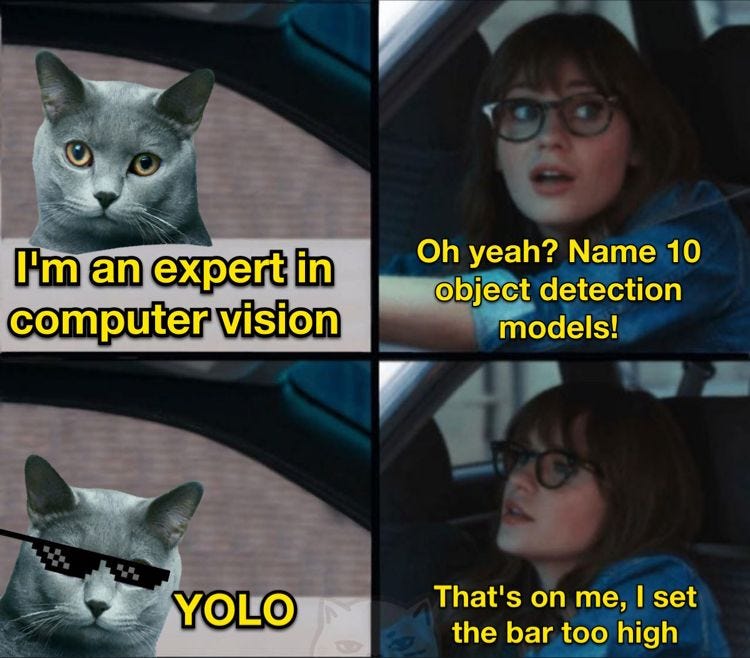 I'm an expert in
computer vision
Oh yeah? Name 10
object detection
models!
YOLO
That's on me, I set
the bar too high